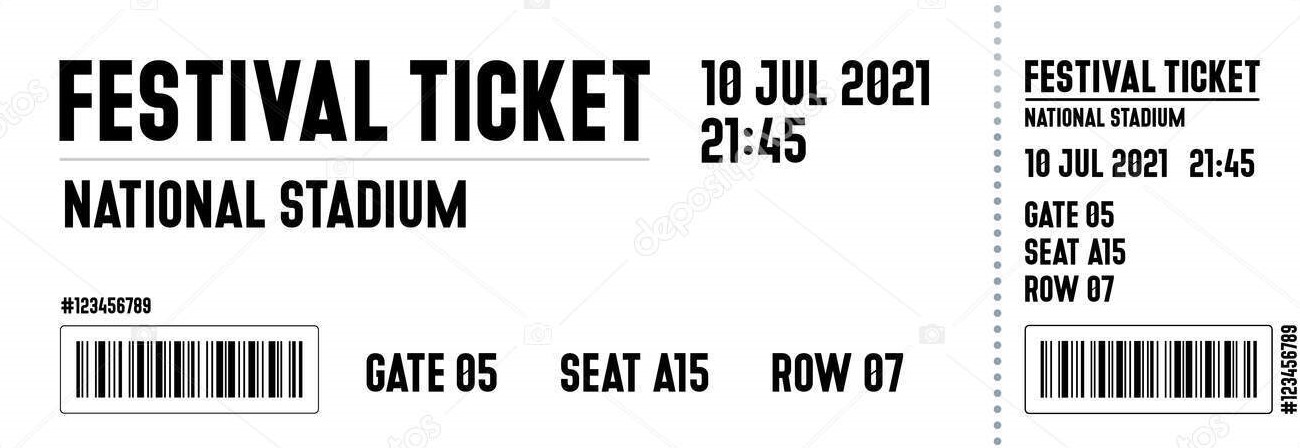 FESTIVAL TICKET
NATIONAL STADIUM
10 JUL 2021
21:45
#123456789
GATE 05
SEAT A15
ROW 07
FESTIVAL TICKET
NATIONAL STADIUM
10 JUL 2021 21:45
GATE 05
SEAT A15
ROW 07
#123456789
depositphotos